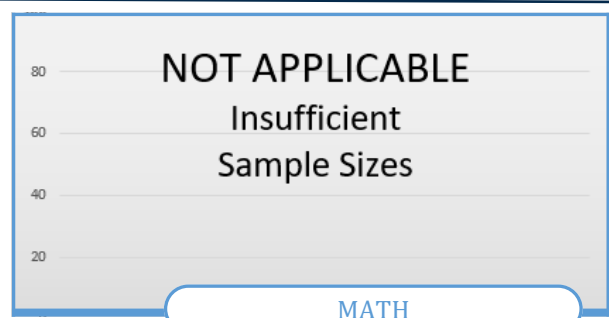 80
NOT APPLICABLE
60
Insufficient
Sample Sizes
40
20
MATH